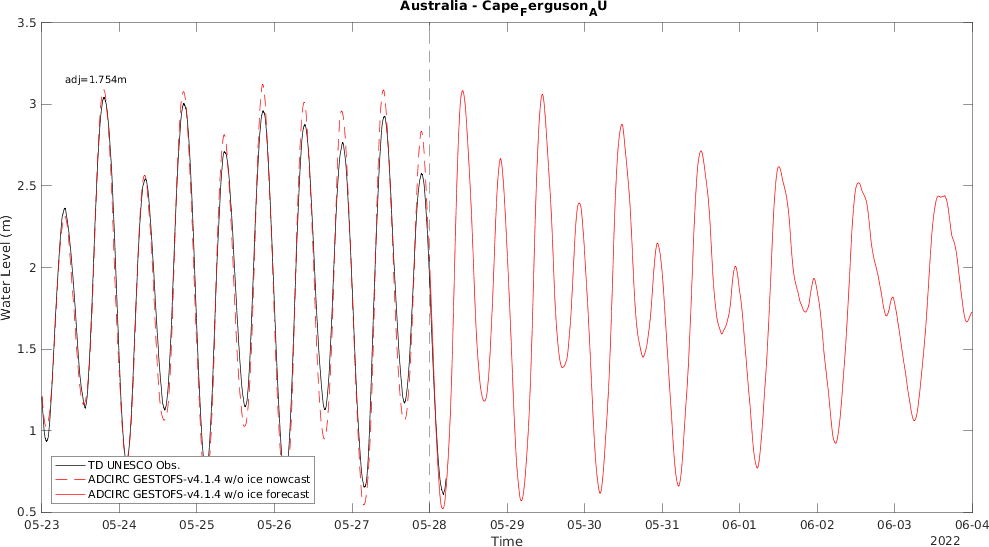 Australia - CapeFergusonAU
3.5
adj=1.754m
3
2.5
Water Level (m)
2
1.5
1
TD UNESCO Obs.
ADCIRC GESTOFS-v4.1.4 w/o ice nowcast
ADCIRC GESTOFS-v4.1.4 w/o ice forecast
0.5
05-23 05-24 05-25 05-26 05-27 05-28 05-29 05-30 05-31 06-01 06-02 06-03 06-04
Time
2022